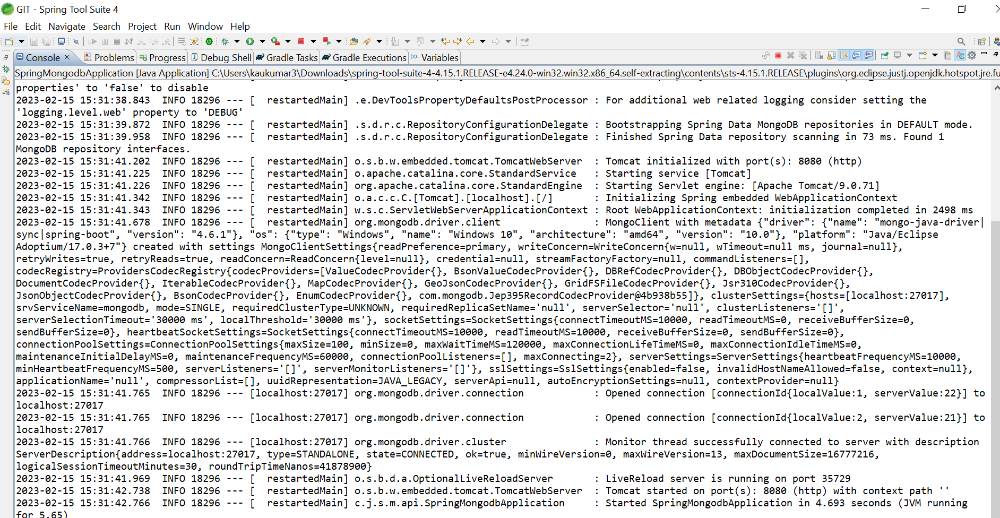 GIT - Spring Tool Suite 4
File Edit Navigate Search Project Run Window Help
Console Problems Progress Debug Shell Gradle Tasks Gradle Executions (x)= Variables
SpringMongodbApplication [Java Application] C:\Users\kaukumar3\Downloads\spring-tool-suite-4-4.15.1.RELEASE-e4.24.0-win32.win32.x86_64.self-extracting\contents\sts-4.15.1.RELEASE\plugins\org.eclipse.justj.openjdk.hotspot.jre.fu
properties' to 'false' to disable
2023-02-15 15:31:38.843  INFO 18296 --- [  restartedMain] .e.DevToolsPropertyDefaultsPostProcessor : For additional web related logging consider setting the
'logging.level.web' property to 'DEBUG'
2023-02-15 15:31:39.872  INFO 18296 --- [  restartedMain] .s.d.r.c.RepositoryConfigurationDelegate : Bootstrapping Spring Data MongoDB repositories in DEFAULT mode.
2023-02-15 15:31:39.958  INFO 18296 --- [  restartedMain] .s.d.r.c.RepositoryConfigurationDelegate : Finished Spring Data repository scanning in 73 ms. Found 1
MongoDB repository interfaces.
2023-02-15 15:31:41.202  INFO 18296 --- [  restartedMain] o.s.b.w.embedded.tomcat.TomcatWebServer  : Tomcat initialized with port(s): 8080 (http)
2023-02-15 15:31:41.225  INFO 18296 --- [  restartedMain] o.apache.catalina.core.StandardService   : Starting service [Tomcat]
2023-02-15 15:31:41.226  INFO 18296 --- [  restartedMain] org.apache.catalina.core.StandardEngine  : Starting Servlet engine: [Apache Tomcat/9.0.71]
2023-02-15 15:31:41.342  INFO 18296 --- [  restartedMain] o.a.c.c.C.[Tomcat].[localhost].[/]       : Initializing Spring embedded WebApplicationContext
2023-02-15 15:31:41.343  INFO 18296 --- [  restartedMain] w.s.c.ServletWebServerApplicationContext : Root WebApplicationContext: initialization completed in 2498 ms
2023-02-15 15:31:41.678  INFO 18296 --- [  restartedMain] org.mongodb.driver.client                : MongoClient with metadata {"driver": {"name": "mongo-java-driver|
sync|spring-boot", "version": "4.6.1"}, "os": {"type": "Windows", "name": "Windows 10", "architecture": "amd64", "version": "10.0"}, "platform": "Java/Eclipse
Adoptium/17.0.3+7"} created with settings MongoClientSettings{readPreference=primary, writeConcern=WriteConcern{w=null, wTimeout=null ms, journal=null},
retryWrites=true, retryReads=true, readConcern=ReadConcern{level=null}, credential=null, streamFactoryFactory=null, commandListeners=[],
codecRegistry=ProvidersCodecRegistry{codecProviders=[ValueCodecProvider{}, BsonValueCodecProvider{}, DBRefCodecProvider{}, DBObjectCodecProvider{},
DocumentCodecProvider{}, IterableCodecProvider{}, MapCodecProvider{}, GeoJsonCodecProvider{}, GridFSFileCodecProvider{}, Jsr310CodecProvider{},
JsonObjectCodecProvider{}, BsonCodecProvider{}, EnumCodecProvider{}, com.mongodb.Jep395RecordCodecProvider@4b938b55]}, clusterSettings={hosts=[localhost:27017],
srvServiceName=mongodb, mode=SINGLE, requiredClusterType=UNKNOWN, requiredReplicaSetName='null', serverSelector='null', clusterListeners='[]',
serverSelectionTimeout='30000 ms', localThreshold='30000 ms'}, socketSettings=SocketSettings{connectTimeoutMS=10000, readTimeoutMS=0, receiveBufferSize=0,
sendBufferSize=0}, heartbeatSocketSettings=SocketSettings{connectTimeoutMS=10000, readTimeoutMS=10000, receiveBufferSize=0, sendBufferSize=0},
connectionPoolSettings=ConnectionPoolSettings{maxSize=100, minSize=0, maxWaitTimeMS=120000, maxConnectionLifeTimeMS=0, maxConnectionIdleTimeMS=0,
maintenanceInitialDelayMS=0, maintenanceFrequencyMS=60000, connectionPoolListeners=[], maxConnecting=2}, serverSettings=ServerSettings{heartbeatFrequencyMS=10000,
minHeartbeatFrequencyMS=500, serverListeners='[]', serverMonitorListeners='[]'}, sslSettings=SslSettings{enabled=false, invalidHostNameAllowed=false, context=null},
applicationName='null', compressorList=[], uuidRepresentation=JAVA_LEGACY, serverApi=null, autoEncryptionSettings=null, contextProvider=null}
2023-02-15 15:31:41.765  INFO 18296 --- [localhost:27017] org.mongodb.driver.connection            : Opened connection [connectionId{localValue:1, serverValue:22}] to
localhost:27017
2023-02-15 15:31:41.765  INFO 18296 --- [localhost:27017] org.mongodb.driver.connection            : Opened connection [connectionId{localValue:2, serverValue:21}] to
localhost:27017
2023-02-15 15:31:41.766  INFO 18296 --- [localhost:27017] org.mongodb.driver.cluster               : Monitor thread successfully connected to server with description
ServerDescription{address=localhost:27017, type=STANDALONE, state=CONNECTED, ok=true, minWireVersion=0, maxWireVersion=13, maxDocumentSize=16777216,
logicalSessionTimeoutMinutes=30, roundTripTimeNanos=41878900}
2023-02-15 15:31:41.969  INFO 18296 --- [  restartedMain] o.s.b.d.a.OptionalLiveReloadServer       : LiveReload server is running on port 35729
2023-02-15 15:31:42.738  INFO 18296 --- [  restartedMain] o.s.b.w.embedded.tomcat.TomcatWebServer  : Tomcat started on port(s): 8080 (http) with context path ''
2023-02-15 15:31:42.766  INFO 18296 --- [  restartedMain] c.j.s.m.api.SpringMongodbApplication     : Started SpringMongodbApplication in 4.693 seconds (JVM running
for 5.65)